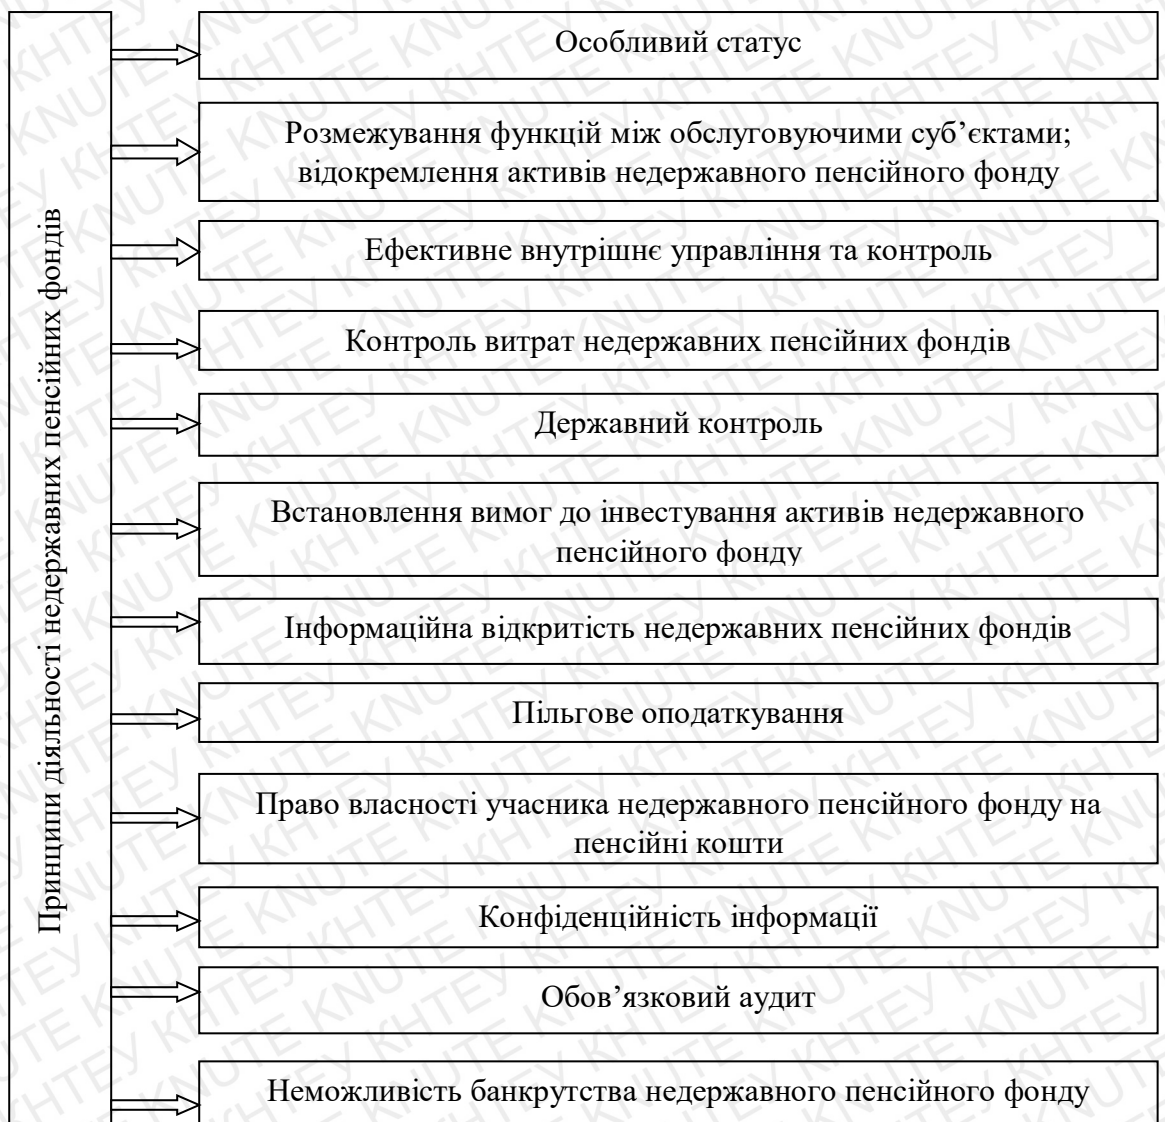 Принципи діяльності недержавних пенсійних фондів
Особливий статус
Розмежування функцій між обслуговуючими суб’єктами;
відокремлення активів недержавного пенсійного фонду
Ефективне внутрішнє управління та контроль
Контроль витрат недержавних пенсійних фондів
Державний контроль
Встановлення вимог до інвестування активів недержавного
пенсійного фонду
Інформаційна відкритість недержавних пенсійних фондів
Пільгове оподаткування
Право власності учасника недержавного пенсійного фонду на
пенсійні кошти
Конфіденційність інформації
Обов’язковий аудит
Неможливість банкрутства недержавного пенсійного фонду